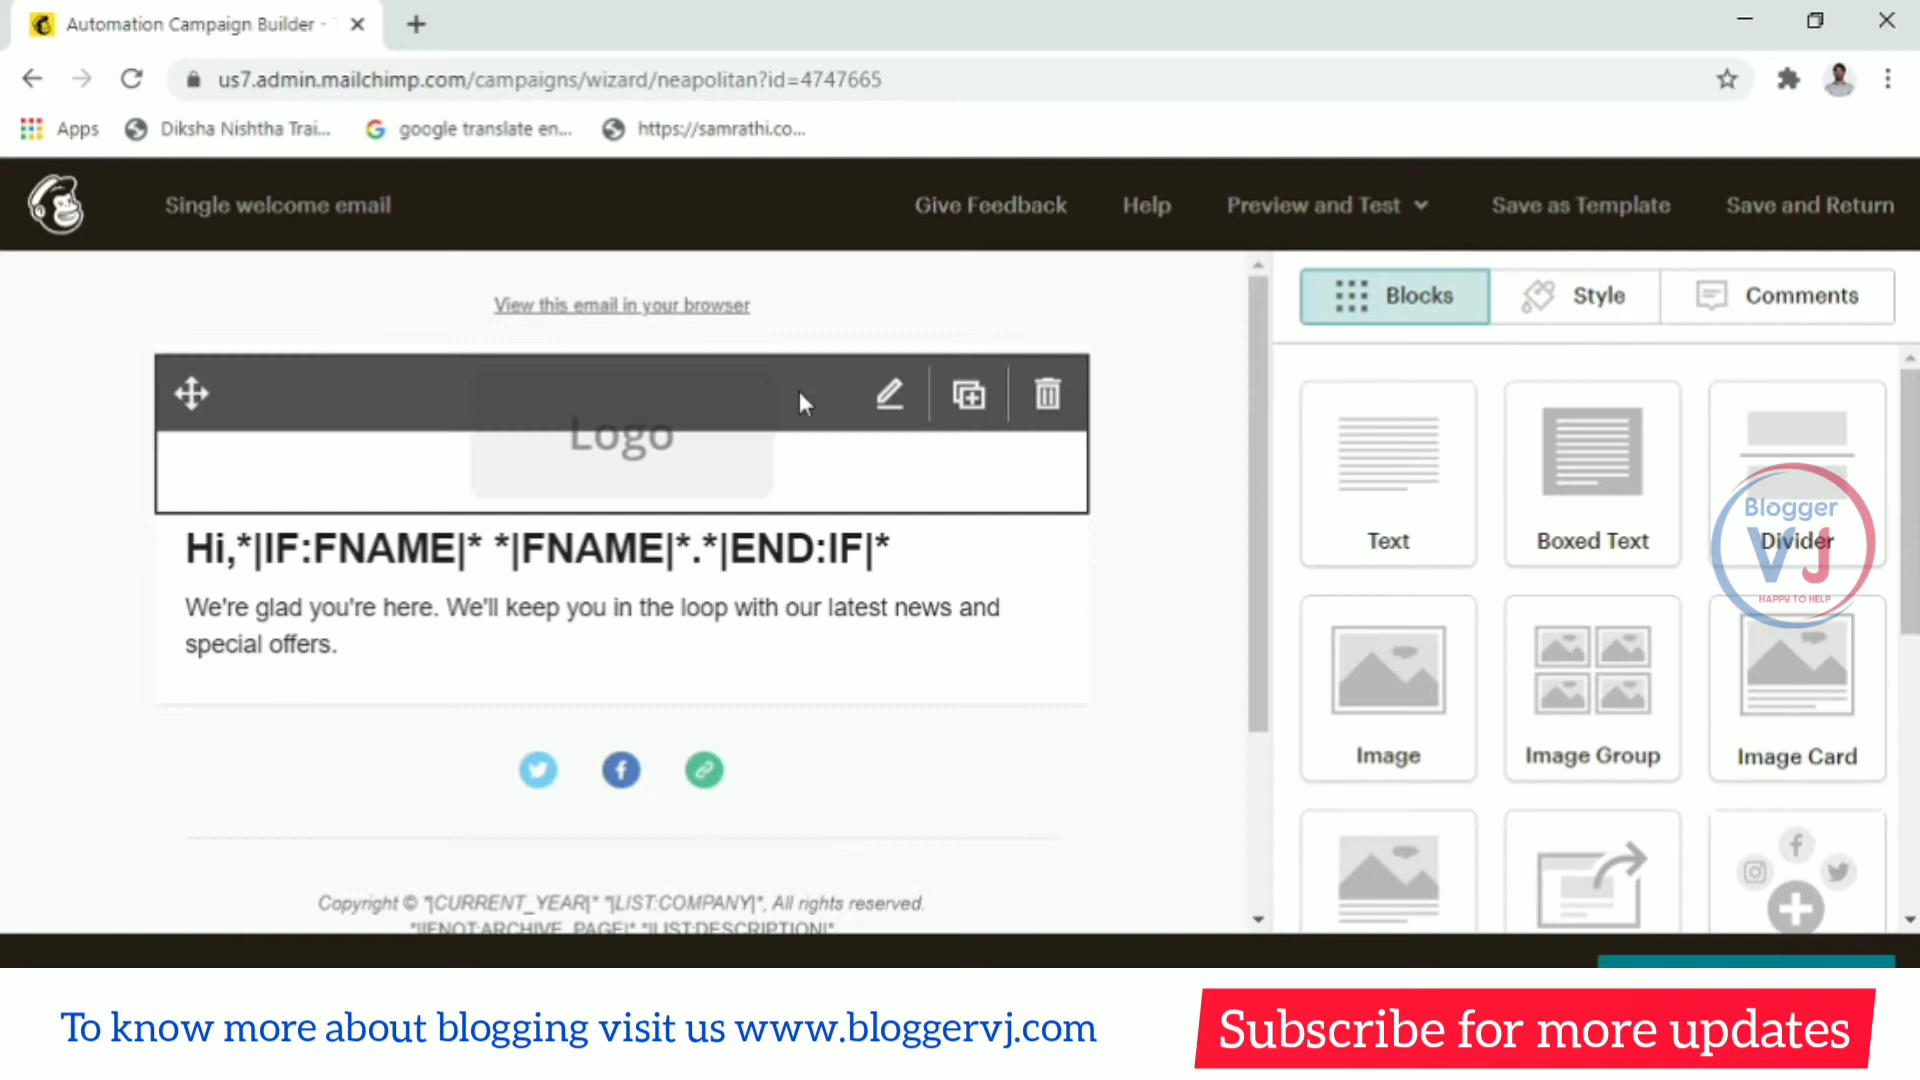 Automation Campaign Builder -
us7.admin.mailchimp.com/campaigns/wizard/neapolitan?id=4747665
Apps
Diksha Nishtha Trai...
google translate en...
https://samrathi.co...
Single welcome email
Give Feedback
Help
Preview and Test
Save as Template
Save and Return
View this email in your browser
Logo
Hi,*|IF:FNAME|* *|FNAME|*.*|END:IF|*
We're glad you're here. We'll keep you in the loop with our latest news and
special offers.
Copyright © *|CURRENT_YEAR|* *|LIST:COMPANY|*, All rights reserved.
*|IFNOT:ARCHIVE_PAGE|* *|LIST:DESCRIPTION|*
Blocks
Style
Comments
Text
Boxed Text
Divider
Blogger
VJ
HAPPY TO HELP
Image
Image Group
Image Card
To know more about blogging visit us www.bloggervj.com
Subscribe for more updates